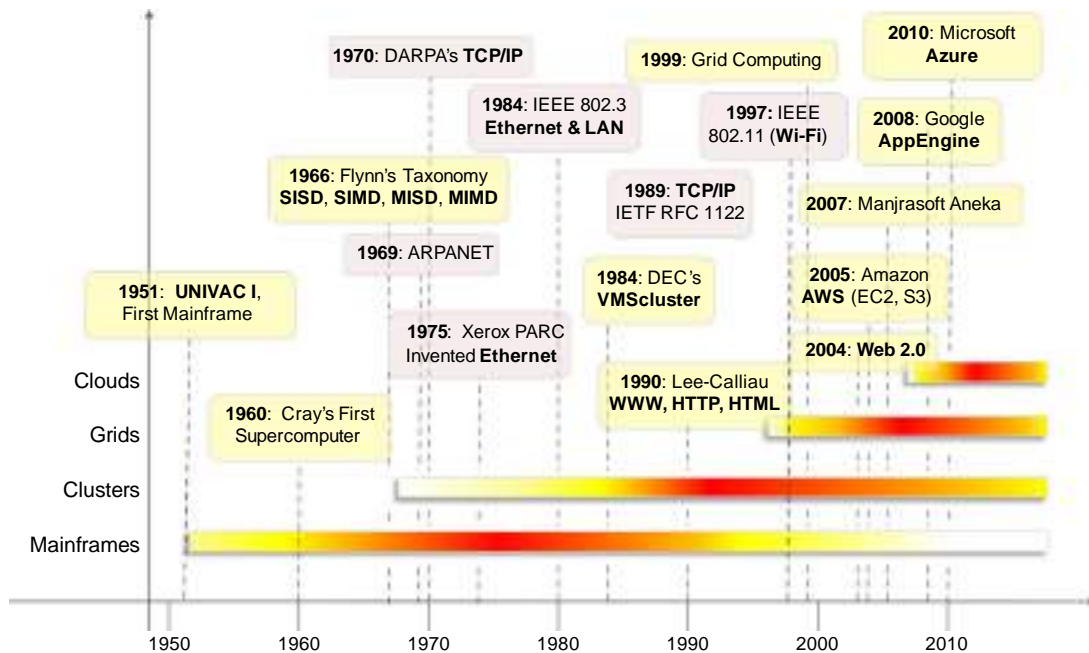 2010: Microsoft
Azure
1970: DARPA's TCP/IP
1999: Grid Computing
1984: IEEE 802.3
Ethernet & LAN
1997: IEEE
802.11 (Wi-Fi)
2008: Google
AppEngine
1966: Flynn's Taxonomy
SISD, SIMD, MISD, MIMD
1989: TCP/IP
IETF RFC 1122
2007: Manjrasoft Aneka
1969: ARPANET
1951: UNIVAC I,
First Mainframe
1984: DEC's
VMScluster
2005: Amazon
AWS (EC2, S3)
1975: Xerox PARC
Invented Ethernet
2004: Web 2.0
Clouds
1990: Lee-Calliau
WWW, HTTP, HTML
1960: Cray's First
Supercomputer
Grids
Clusters
Mainframes
1950 1960 1970 1980 1990 2000 2010